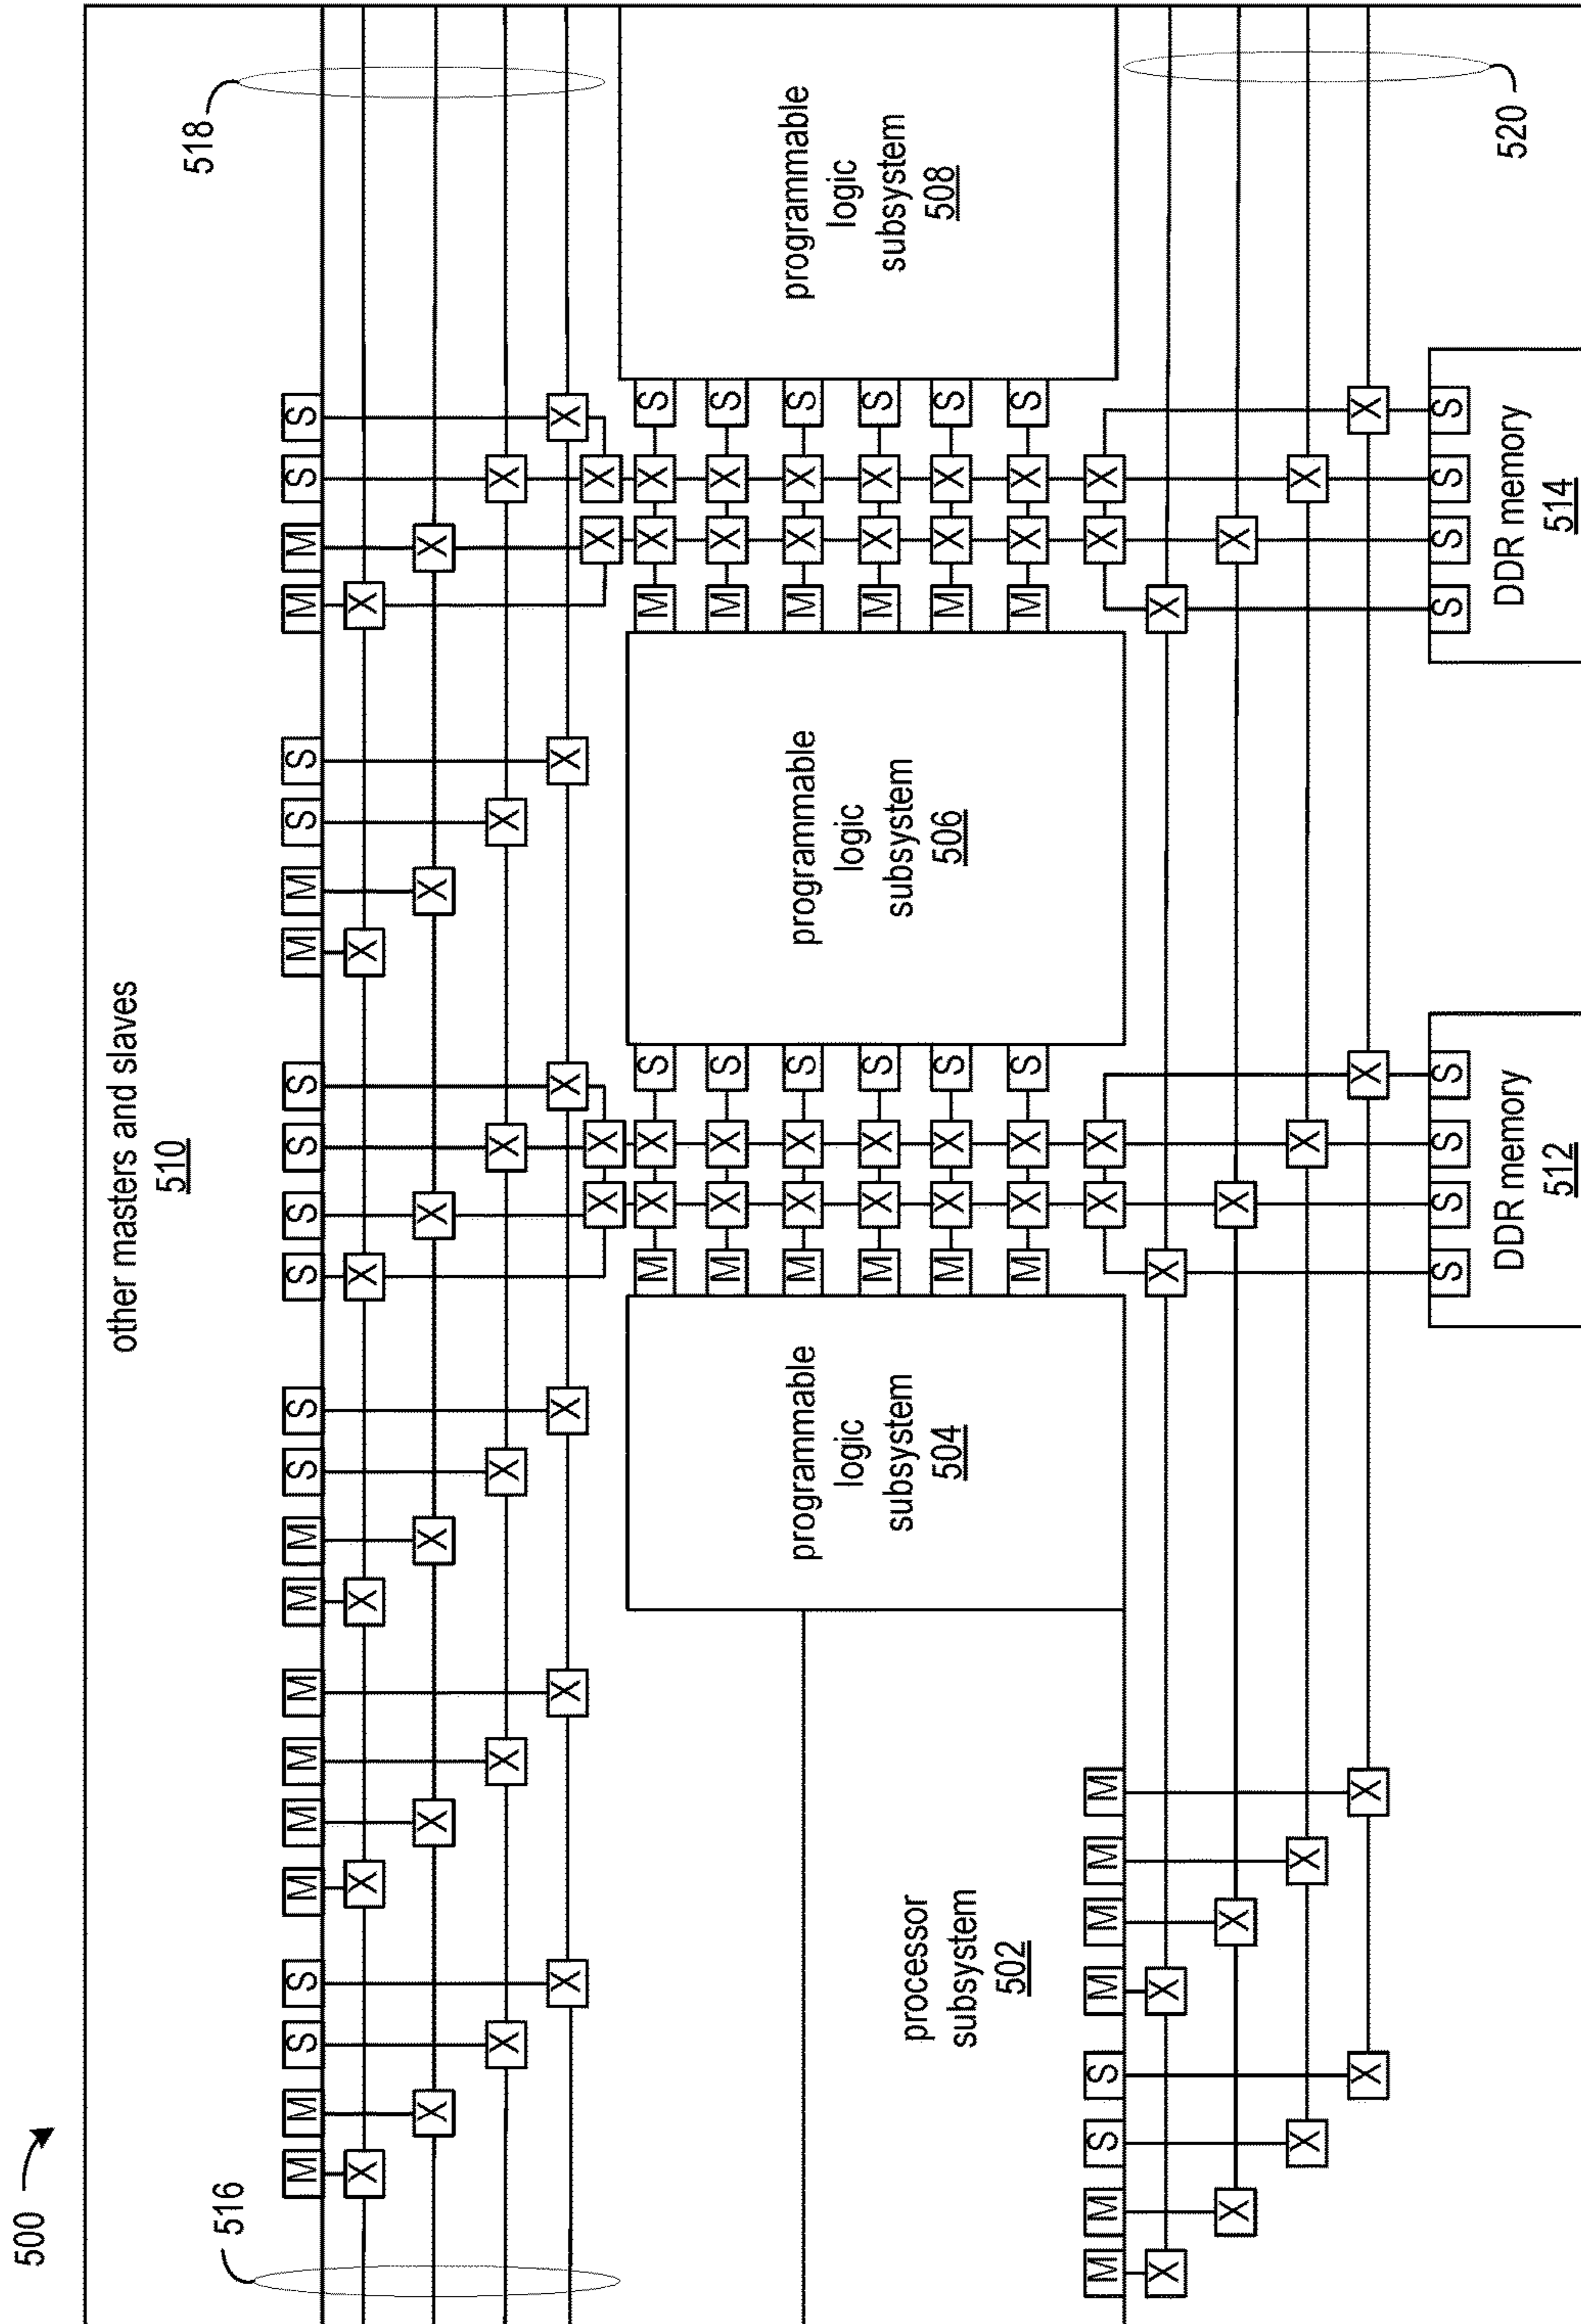 500
other masters and slaves
510
516
518
M M S S M M M M M M S S S S S S M M S S M M S S
X X X X X X
X X X X X X
X X X X X X
X X X X X X
X X X X
M X X S M X X S
M X X S M X X S
M X X S M X X S
M X X S M X X S
M X X S M X X S
M X X S M X X S
processor
subsystem
502
programmable
logic
subsystem
504
programmable
logic
subsystem
506
programmable
logic
subsystem
508
M M S S M M M M X X X X
X X X X
X X X X
X X X X
X X X X
S S S S S S S S
DDR memory
512
DDR memory
514
520